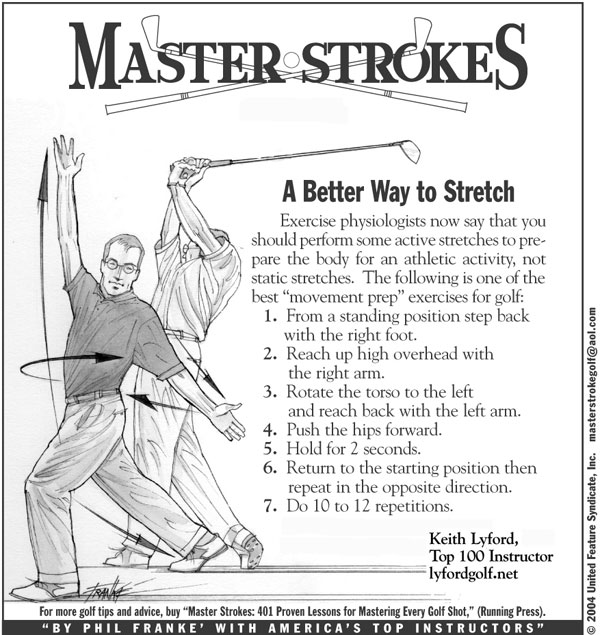 MASTER STROKES
A Better Way to Stretch
Exercise physiologists now say that you
should perform some active stretches to pre-
pare the body for an athletic activity, not
static stretches. The following is one of the
best “movement prep” exercises for golf:
1. From a standing position step back
with the right foot.
2. Reach up high overhead with
the right arm.
3. Rotate the torso to the left
and reach back with the left arm.
4. Push the hips forward.
5. Hold for 2 seconds.
6. Return to the starting position then
repeat in the opposite direction.
7. Do 10 to 12 repetitions.
Keith Lyford,
Top 100 Instructor
lyfordgolf.net
FRANKE
For more golf tips and advice, buy “Master Strokes: 401 Proven Lessons for Mastering Every Golf Shot,” (Running Press).
"BY PHIL FRANKE' WITH AMERICA'S TOP INSTRUCTORS"
© 2004 United Feature Syndicate, Inc. masterstrokegolf@aol.com